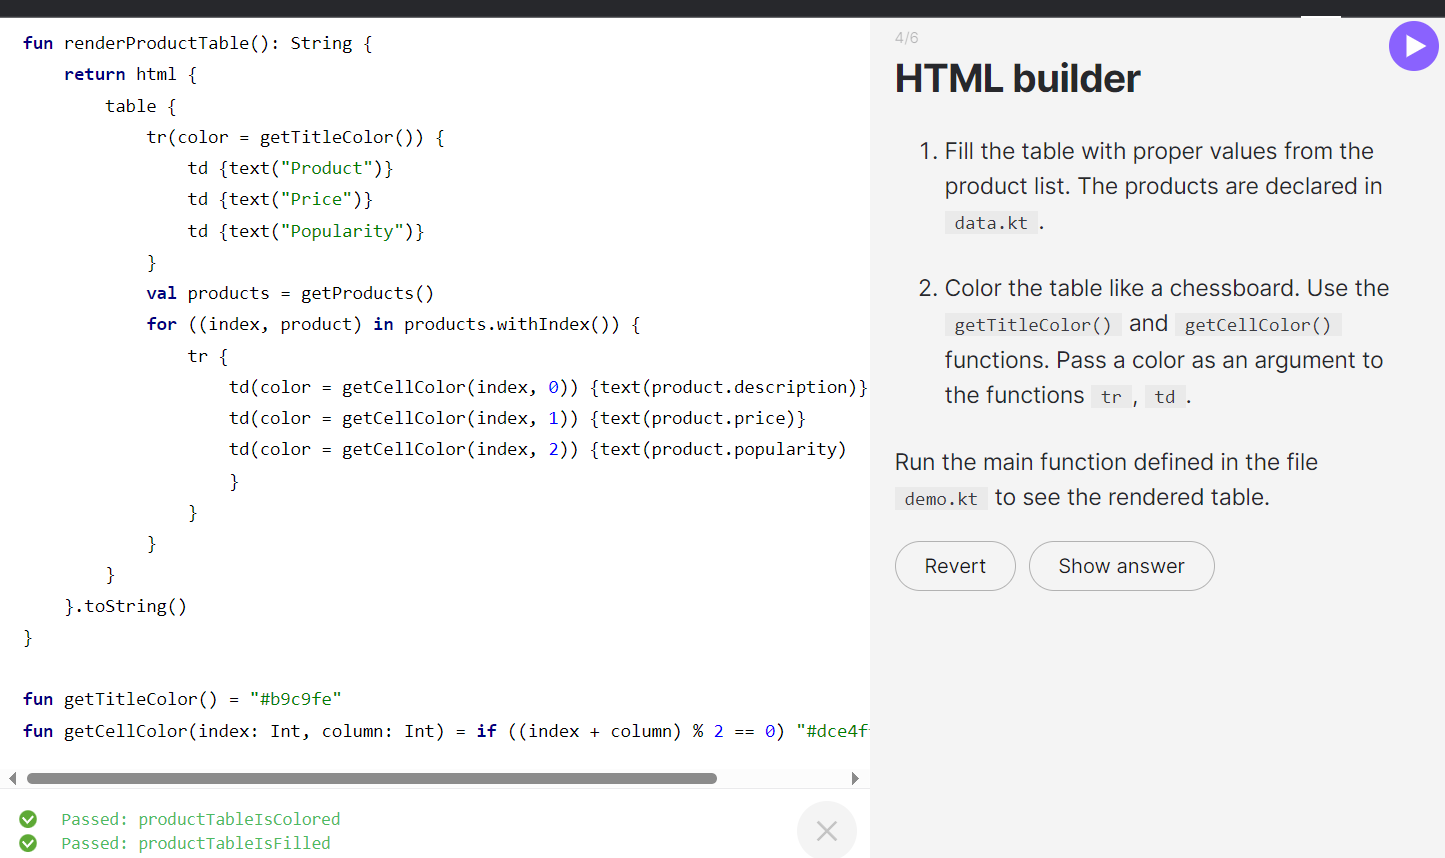 fun renderProductTable(): String {
    return html {
        table {
            tr(color = getTitleColor()) {
                td {text("Product")}
                td {text("Price")}
                td {text("Popularity")}
            }
            val products = getProducts()
            for ((index, product) in products.withIndex()) {
                tr {
                    td(color = getCellColor(index, 0)) {text(product.description)}
                    td(color = getCellColor(index, 1)) {text(product.price)}
                    td(color = getCellColor(index, 2)) {text(product.popularity)
                    }
                }
            }
        }
    }.toString()
}
fun getTitleColor() = "#b9c9fe"
fun getCellColor(index: Int, column: Int) = if ((index + column) % 2 == 0) "#dce4f
Passed: productTableIsColored
Passed: productTableIsFilled
4/6
HTML builder
1. Fill the table with proper values from the
product list. The products are declared in
data.kt .
2. Color the table like a chessboard. Use the
getTitleColor() and getCellColor()
functions. Pass a color as an argument to
the functions tr , td .
Run the main function defined in the file
demo.kt to see the rendered table.
Revert
Show answer